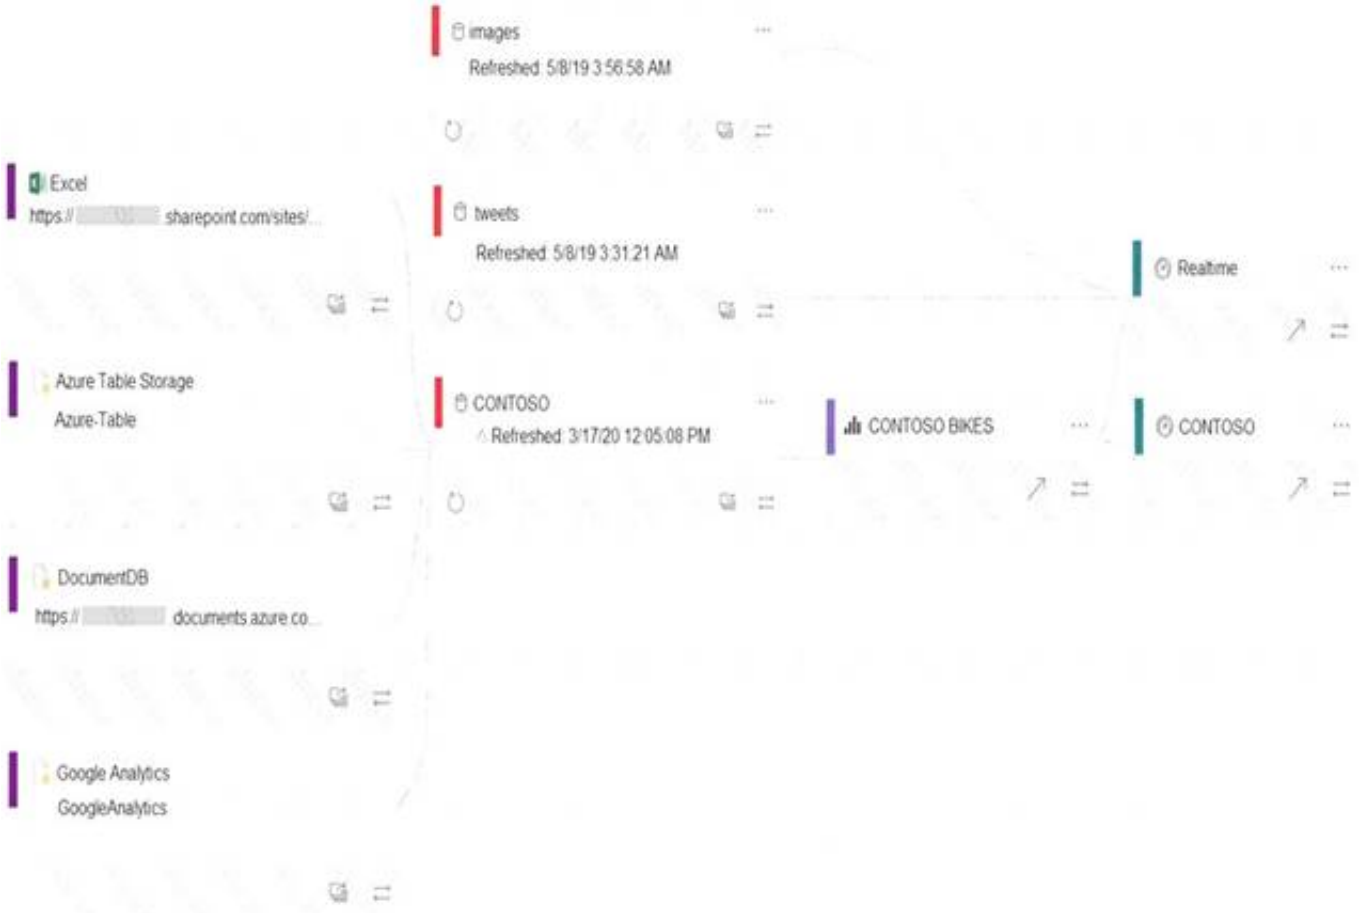 images
Refreshed: 5/8/19 3:56:58 AM
Excel
https:// sharepoint.com/sites/...
tweets
Refreshed: 5/8/19 3:31:21 AM
Realtime
Azure Table Storage
Azure-Table
CONTOSO
Refreshed: 3/17/20 12:05:08 PM
CONTOSO BIKES
CONTOSO
DocumentDB
https:// documents.azure.co...
Google Analytics
GoogleAnalytics